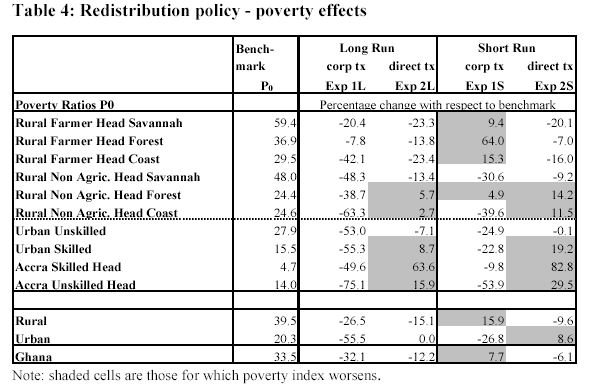 Table 4: Redistribution policy - poverty effects
Bench- Long Run Short Run
mark corp tx direct tx corp tx direct tx
P0 Exp 1L Exp 2L Exp 1S Exp 2S
Poverty Ratios P0 Percentage change with respect to benchmark
Rural Farmer Head Savannah 59.4 -20.4 -23.3 9.4 -20.1
Rural Farmer Head Forest 36.9 -7.8 -13.8 64.0 -7.0
Rural Farmer Head Coast 29.5 -42.1 -23.4 15.3 -16.0
Rural Non Agric. Head Savannah 48.0 -48.3 -13.4 -30.6 -9.2
Rural Non Agric. Head Forest 24.4 -38.7 5.7 4.9 14.2
Rural Non Agric. Head Coast 24.6 -63.3 2.7 -39.6 11.5
Urban Unskilled 27.9 -53.0 -7.1 -24.9 -0.1
Urban Skilled 15.5 -55.3 8.7 -22.8 19.2
Accra Skilled Head 4.7 -49.6 63.6 -9.8 82.8
Accra Unskilled Head 14.0 -75.1 15.9 -53.9 29.5
Rural 39.5 -26.5 -15.1 15.9 -9.6
Urban 20.3 -55.5 0.0 -26.8 8.6
Ghana 33.5 -32.1 -12.2 7.7 -6.1
Note: shaded cells are those for which poverty index worsens.